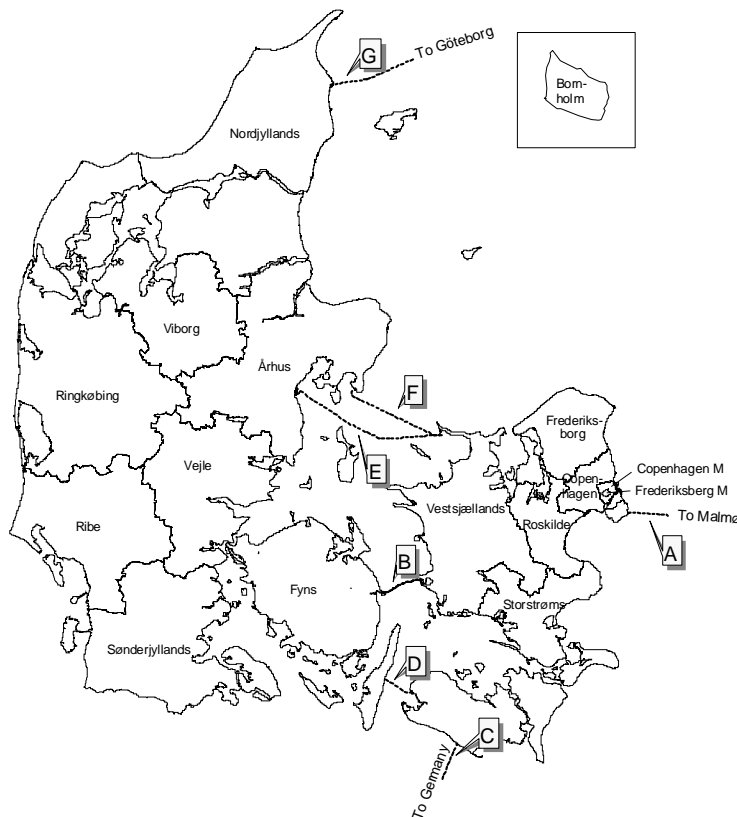 To Göteborg
G
Born-
holm
Nordjyllands
Viborg
Århus
Ringkøbing
F
Frederiks-
borg
E
Vejle
Copen-
hagen
Copenhagen M
Frederiksberg M
Vestsjællands
To Malmø
Ribe
Roskilde
A
B
Fyns
Storstrøms
Sønderjyllands
D
C
To Germany